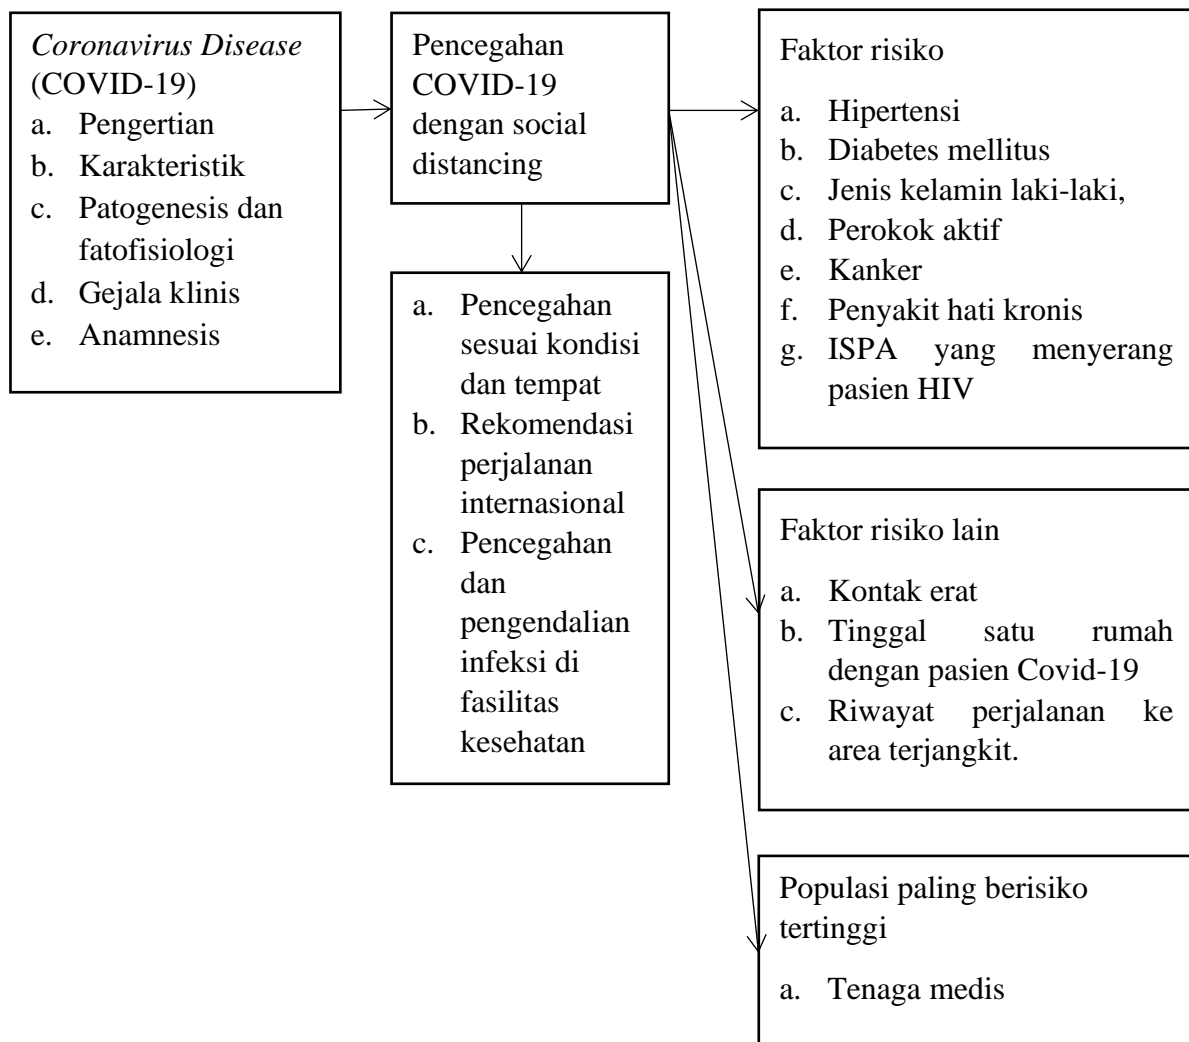 Coronavirus Disease
(COVID-19)
a. Pengertian
b. Karakteristik
c. Patogenesis dan
fatofisiologi
d. Gejala klinis
e. Anamnesis
Pencegahan
COVID-19
dengan social
distancing
a. Pencegahan
sesuai kondisi
dan tempat
b. Rekomendasi
perjalanan
internasional
c. Pencegahan
dan
pengendalian
infeksi di
fasilitas
kesehatan
Faktor risiko
a. Hipertensi
b. Diabetes mellitus
c. Jenis kelamin laki-laki,
d. Perokok aktif
e. Kanker
f. Penyakit hati kronis
g. ISPA yang menyerang
pasien HIV
Faktor risiko lain
a. Kontak erat
b. Tinggal satu rumah
dengan pasien Covid-19
c. Riwayat perjalanan ke
area terjangkit.
Populasi paling berisiko
tertinggi
a. Tenaga medis